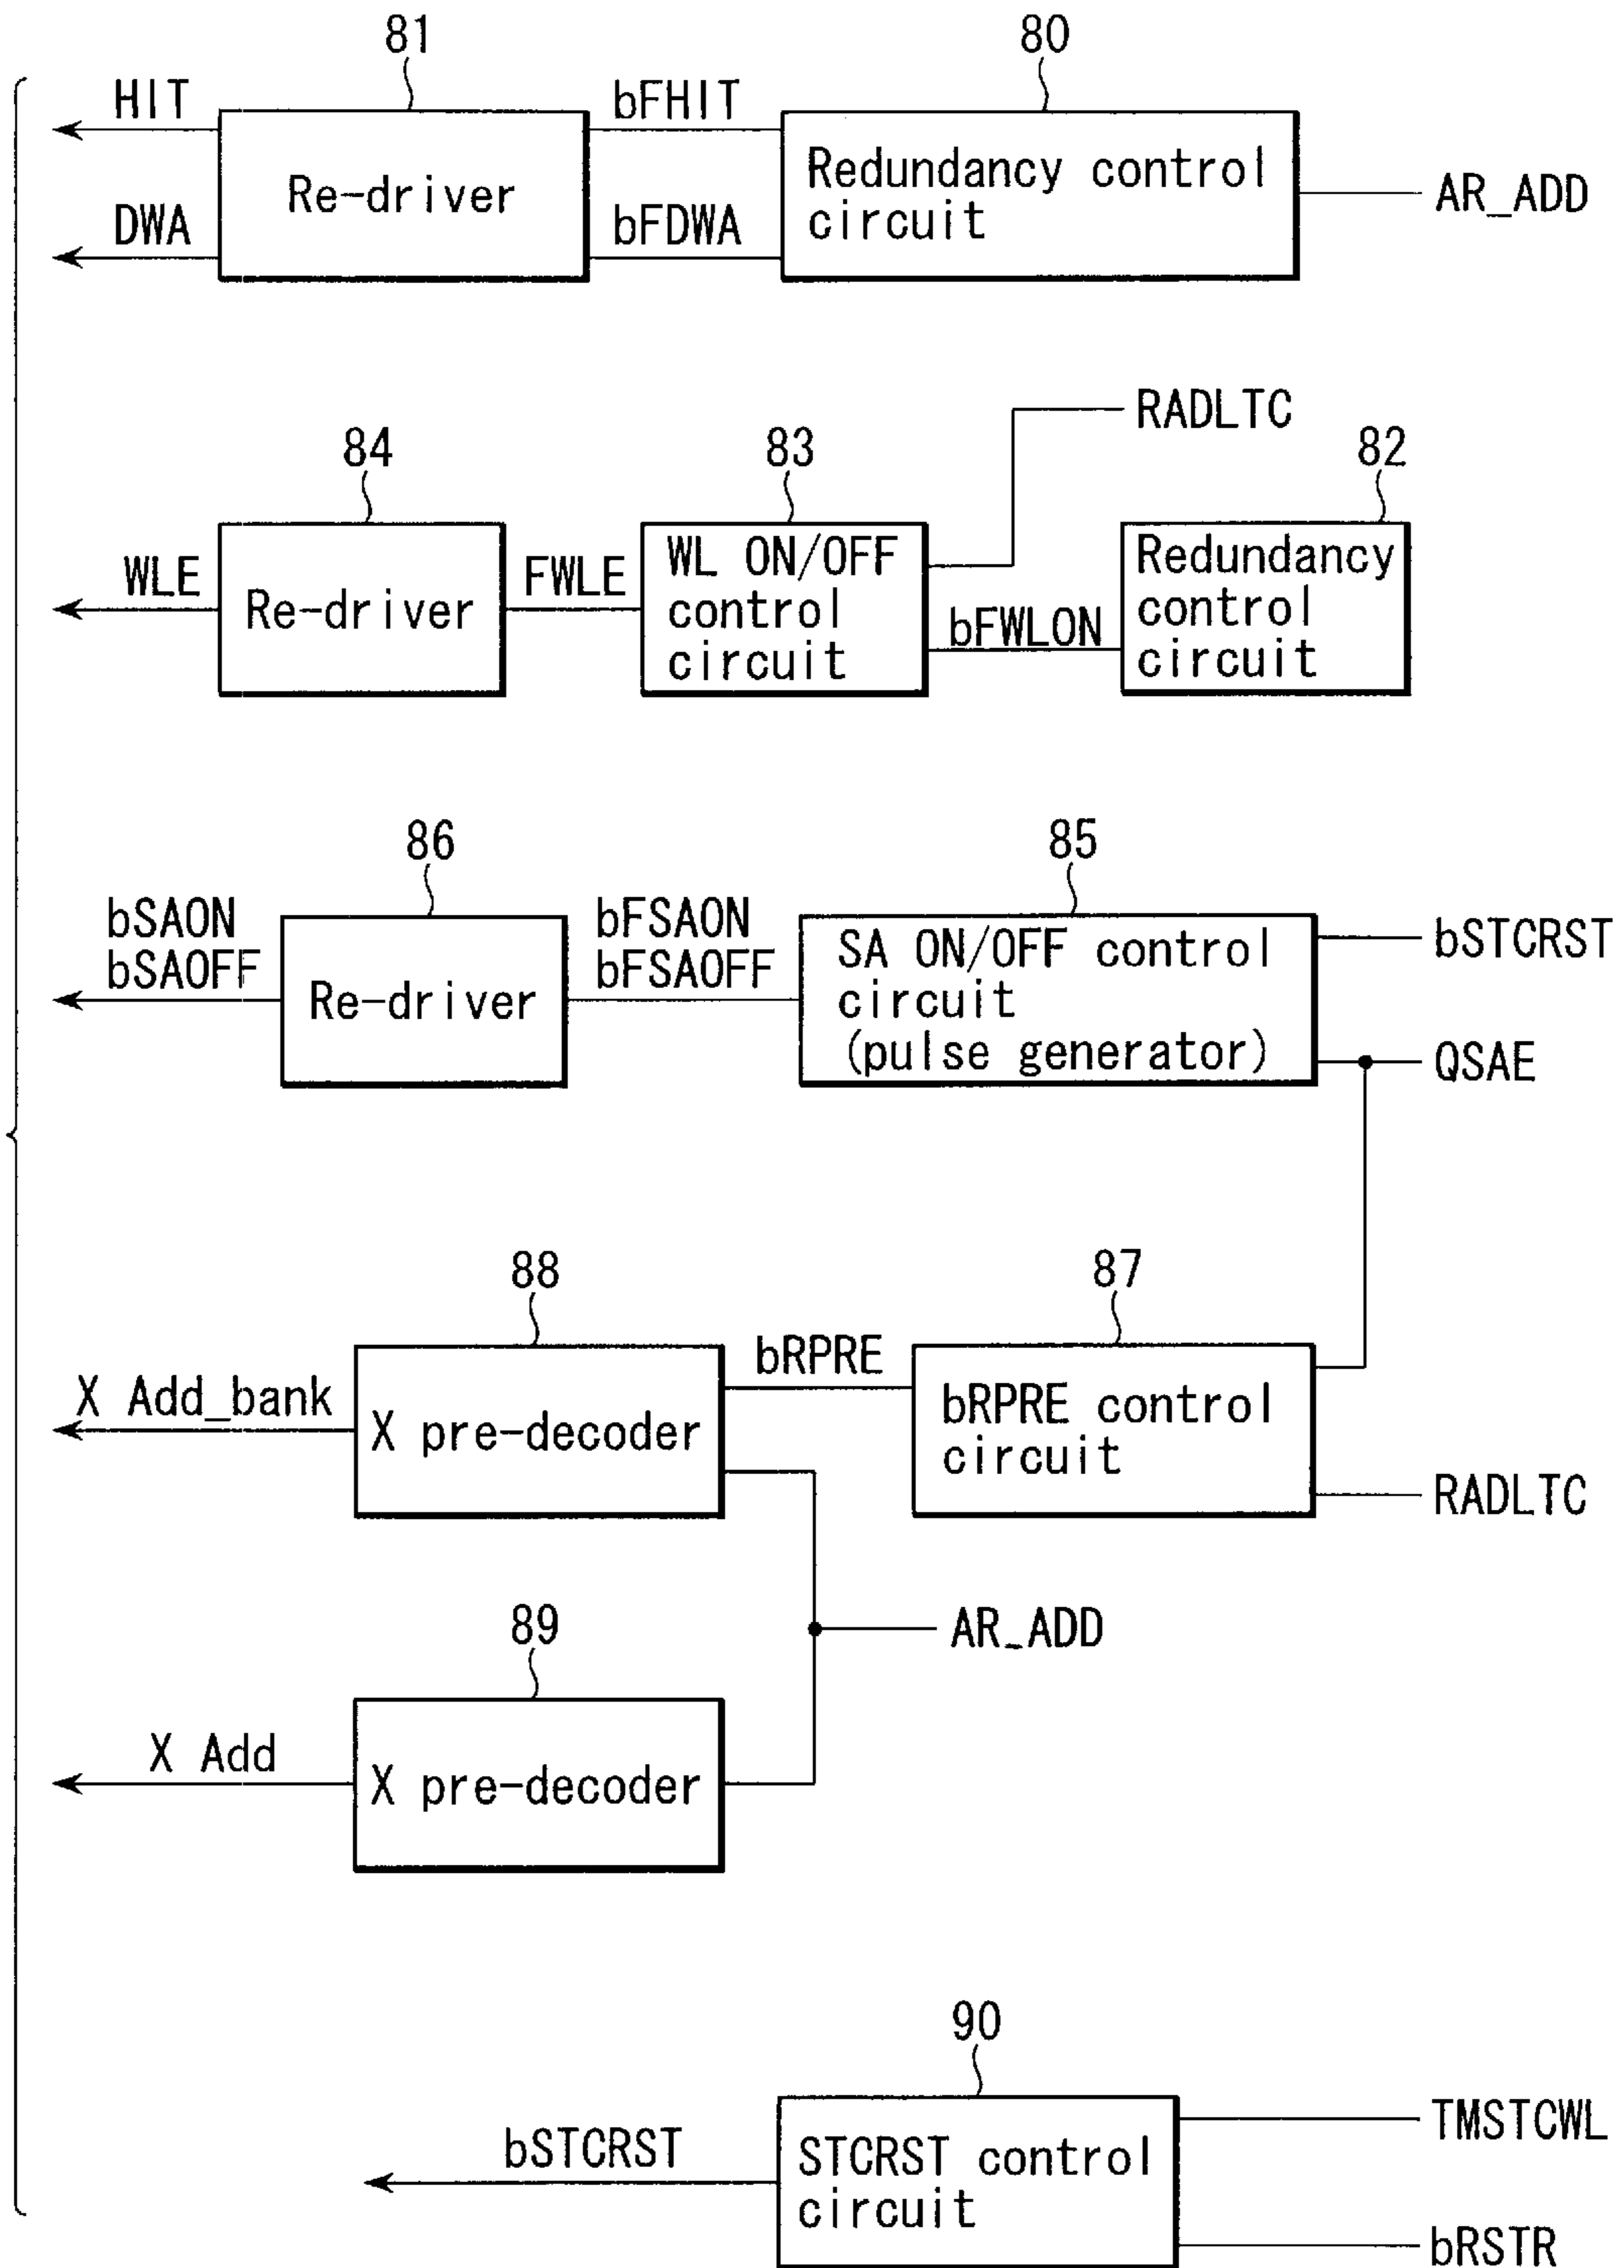 81
80
HIT
bFHIT
Re-driver
Redundancy control
circuit
AR_ADD
DWA
bFDWA
RADLTC
84
83
82
WLE
Re-driver
FWLE
WL ON/OFF
control
circuit
bFWLON
Redundancy
control
circuit
86
85
bSAON
bSAOFF
Re-driver
bFSAON
bFSAOFF
SA ON/OFF control
circuit
(pulse generator)
bSTCRST
QSAE
88
87
X Add_bank
X pre-decoder
bRPRE
bRPRE control
circuit
RADLTC
89
AR_ADD
X Add
X pre-decoder
90
bSTCRST
STCRST control
circuit
TMSTCWL
bRSTR